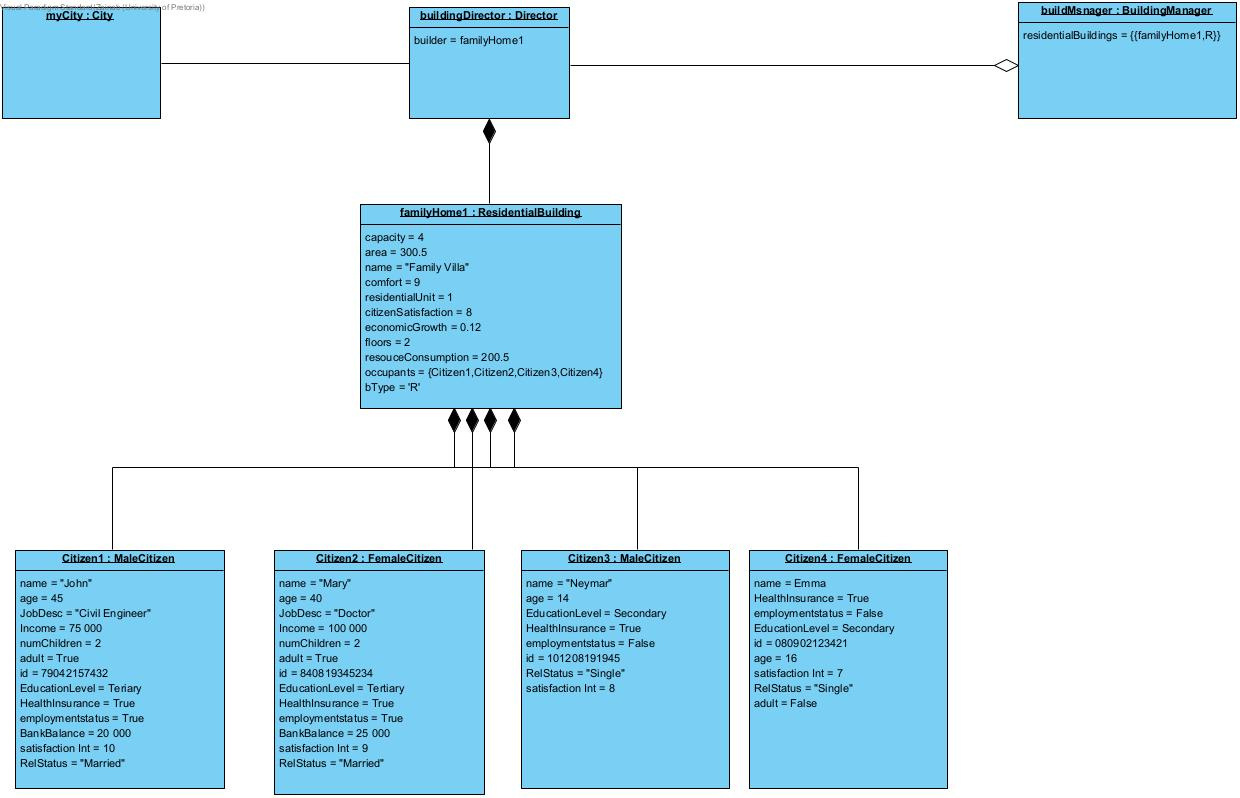 Visual Paradigm Standard(Tsireli (University of Pretoria))
myCity : City
buildingDirector : Director
builder = familyHome1
buildMsnager : BuildingManager
residentialBuildings = {{familyHome1,R}}
familyHome1 : ResidentialBuilding
capacity = 4
area = 300.5
name = "Family Villa"
comfort = 9
residentialUnit = 1
citizenSatisfaction = 8
economicGrowth = 0.12
floors = 2
resouceConsumption = 200.5
occupants = {Citizen1,Citizen2,Citizen3,Citizen4}
bType = 'R'
Citizen1 : MaleCitizen
name = "John"
age = 45
JobDesc = "Civil Engineer"
Income = 75 000
numChildren = 2
adult = True
id = 79042157432
EducationLevel = Teriary
HealthInsurance = True
employmentstatus = True
BankBalance = 20 000
satisfaction Int = 10
RelStatus = "Married"
Citizen2 : FemaleCitizen
name = "Mary"
age = 40
JobDesc = "Doctor"
Income = 100 000
numChildren = 2
adult = True
id = 840819345234
EducationLevel = Tertiary
HealthInsurance = True
employmentstatus = True
BankBalance = 25 000
satisfaction Int = 9
RelStatus = "Married"
Citizen3 : MaleCitizen
name = "Neymar"
age = 14
EducationLevel = Secondary
HealthInsurance = True
employmentstatus = False
id = 101208191945
RelStatus = "Single"
satisfaction Int = 8
Citizen4 : FemaleCitizen
name = Emma
HealthInsurance = True
employmentstatus = False
EducationLevel = Secondary
id = 080902123421
age = 16
satisfaction Int = 7
RelStatus = "Single"
adult = False